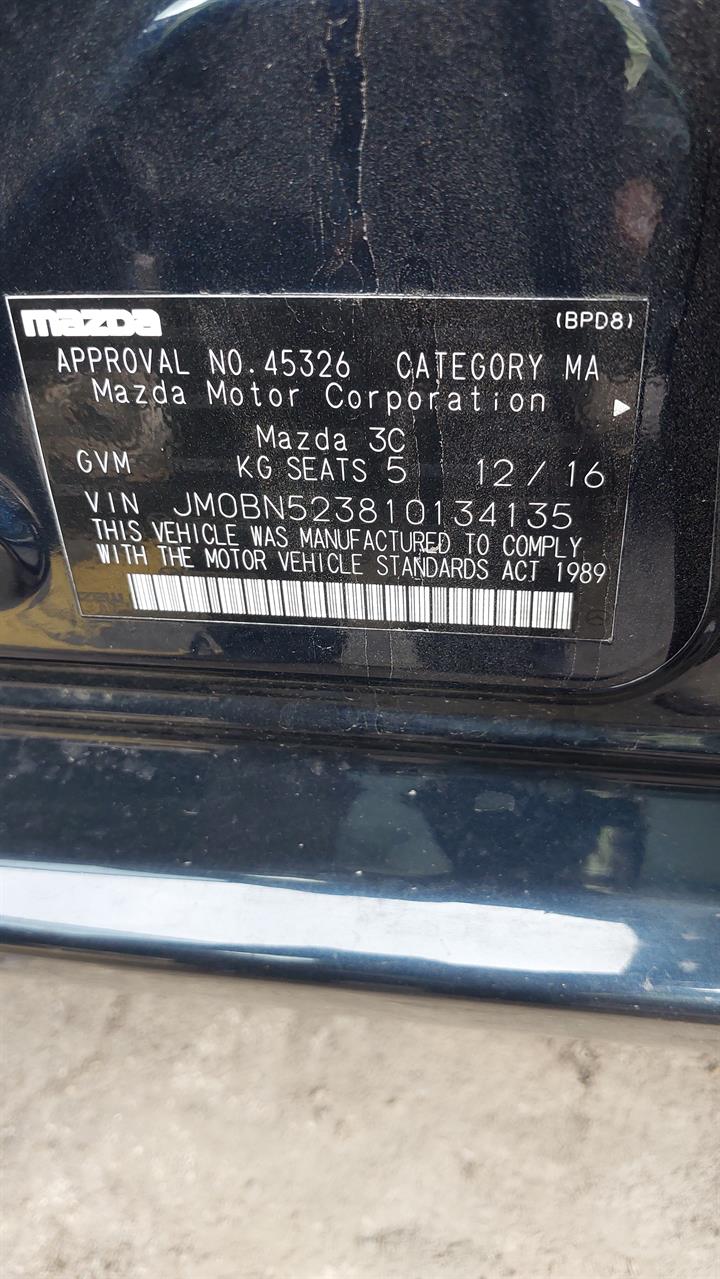 mazda (BPD8)
APPROVAL NO.45326 CATEGORY MA
Mazda Motor Corporation
Mazda 3C
GVM KG SEATS 5 12/16
VIN JM0BN523810134135
THIS VEHICLE WAS MANUFACTURED TO COMPLY
WITH THE MOTOR VEHICLE STANDARDS ACT 1989